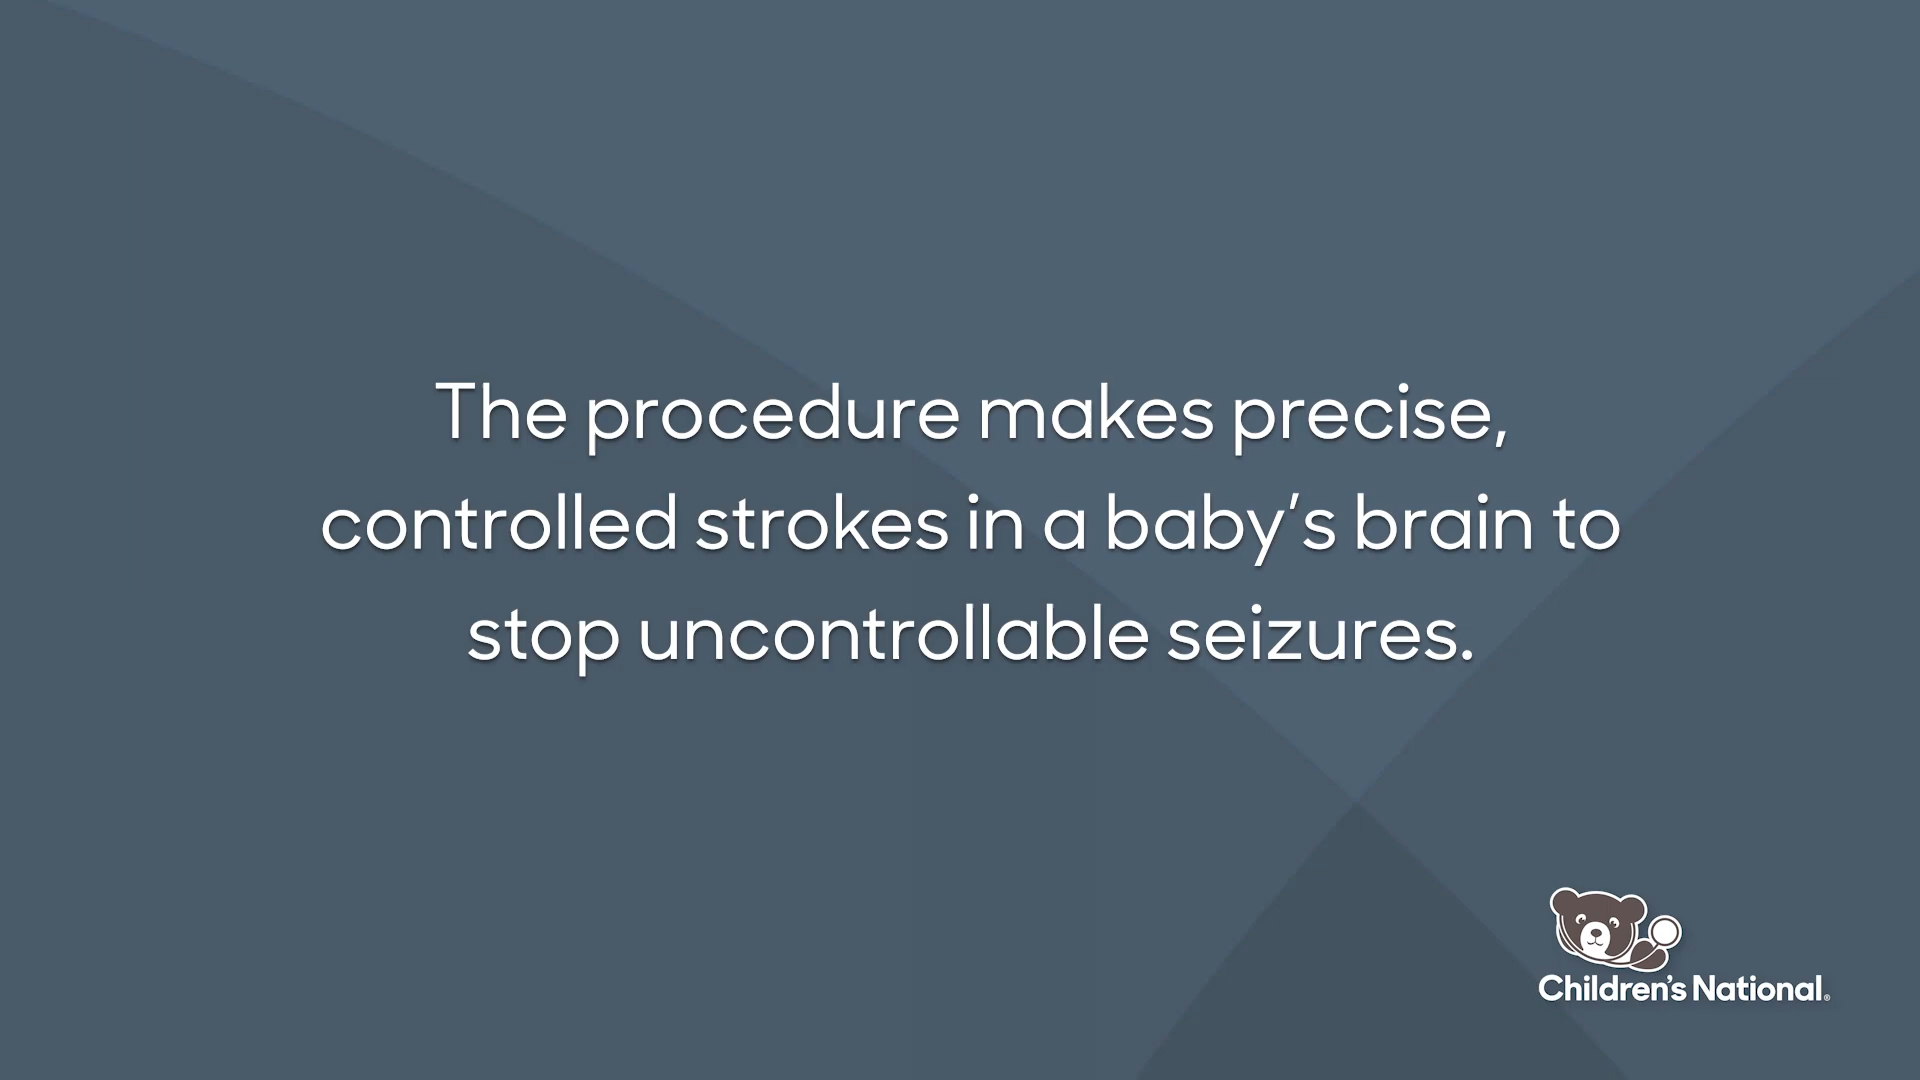 The procedure makes precise,
controlled strokes in a baby’s brain to
stop uncontrollable seizures.
Children’s National®